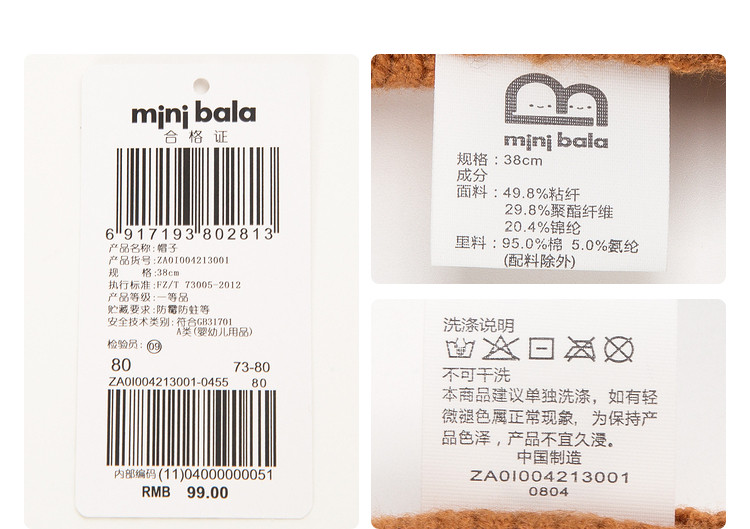 mini bala
合格证
6 917193 802813
产品名称:帽子
产品货号:ZA0I004213001
规 格:38cm
执行标准:FZ/T 73005-2012
产品等级:一等品
贮藏要求:防霉防蛀等
安全技术类别:符合GB31701
A类(婴幼儿用品)
检验员: 09
80 73-80
ZA0I004213001-0455 80
内部编码 (11)04000000051
RMB 99.00
mini bala
规格:38cm
成分
面料:49.8%粘纤
29.8%聚酯纤维
20.4%锦纶
里料:95.0%棉 5.0%氨纶
(配料除外)
洗涤说明
不可干洗
本商品建议单独洗涤,如有轻
微褪色属正常现象,为保持产
品色泽,产品不宜久浸。
中国制造
ZA0I004213001
0804